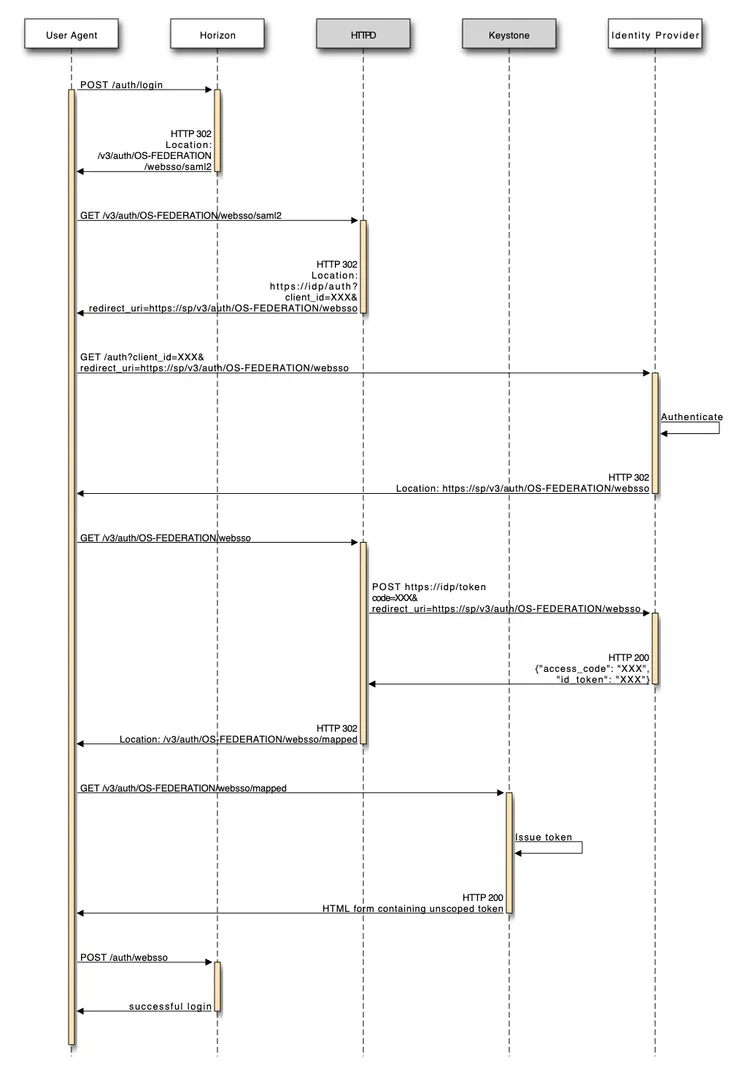 User Agent
Horizon
HTTPD
Keystone
Identity Provider
POST /auth/login
HTTP 302
Location:
/v3/auth/OS-FEDERATION
/websso/saml2
GET /v3/auth/OS-FEDERATION/websso/saml2
HTTP 302
Location:
https://idp/auth?
client_id=XXX&
redirect_uri=https://sp/v3/auth/OS-FEDERATION/websso
GET /auth?client_id=XXX&
redirect_uri=https://sp/v3/auth/OS-FEDERATION/websso
Authenticate
HTTP 302
Location: https://sp/v3/auth/OS-FEDERATION/websso
GET /v3/auth/OS-FEDERATION/websso
POST https://idp/token
code=XXX&
redirect_uri=https://sp/v3/auth/OS-FEDERATION/websso
HTTP 200
{"access_code": "XXX",
"id_token": "XXX"}
HTTP 302
Location: /v3/auth/OS-FEDERATION/websso/mapped
GET /v3/auth/OS-FEDERATION/websso/mapped
Issue token
HTTP 200
HTML form containing unscoped token
POST /auth/websso
successful login